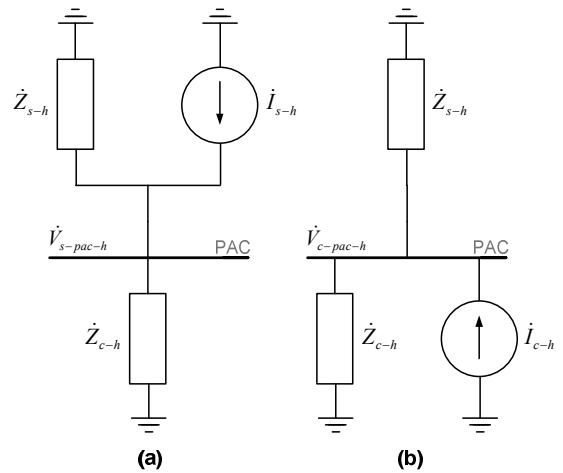 Ż_{s-h}
İ_{s-h}
V̇_{s-pac-h}
PAC
Ż_{c-h}
(a)
Ż_{s-h}
V̇_{c-pac-h}
PAC
Ż_{c-h}
İ_{c-h}
(b)